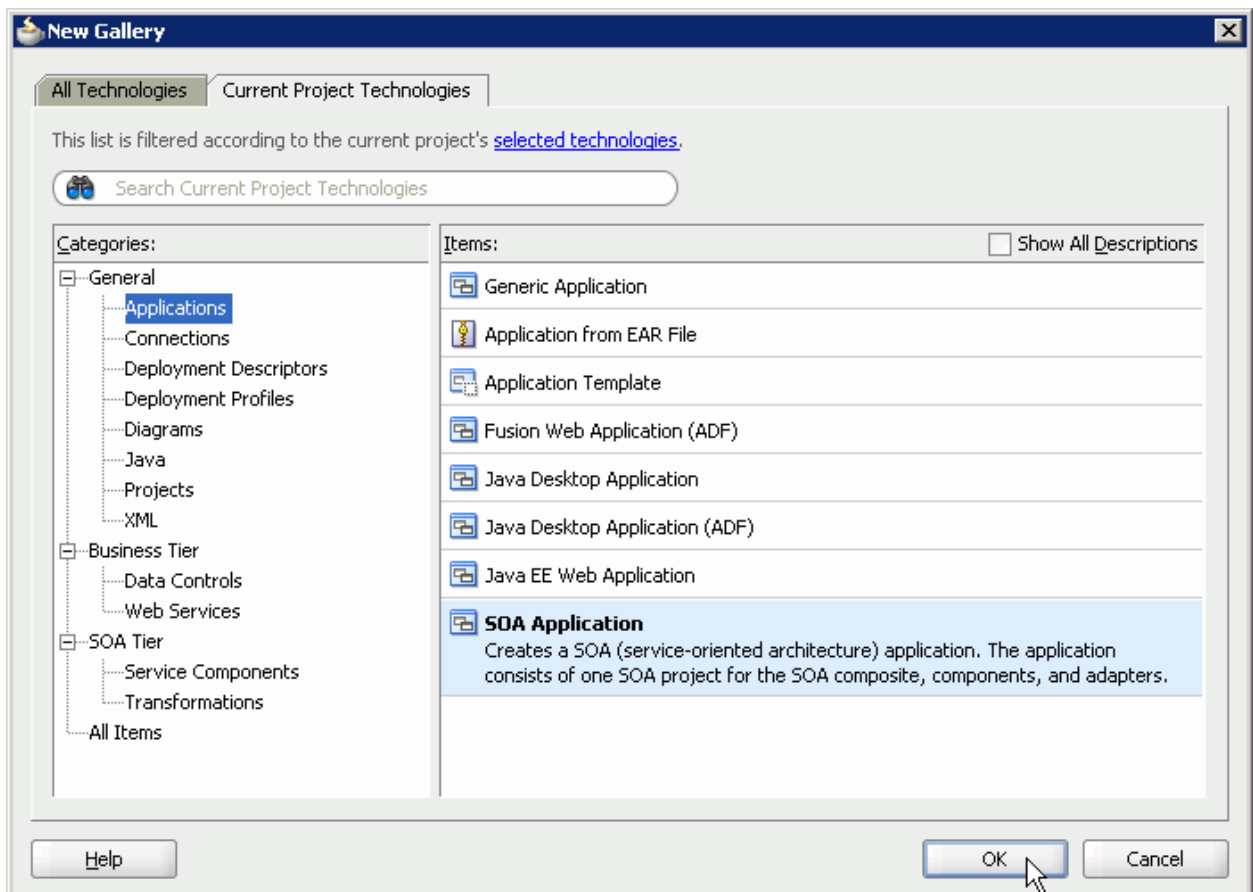 New Gallery
All Technologies
Current Project Technologies
This list is filtered according to the current project's selected technologies.
Search Current Project Technologies
Categories:
General
Applications
Connections
Deployment Descriptors
Deployment Profiles
Diagrams
Java
Projects
XML
Business Tier
Data Controls
Web Services
SOA Tier
Service Components
Transformations
All Items
Items:
Show All Descriptions
Generic Application
Application from EAR File
Application Template
Fusion Web Application (ADF)
Java Desktop Application
Java Desktop Application (ADF)
Java EE Web Application
SOA Application
Creates a SOA (service-oriented architecture) application. The application
consists of one SOA project for the SOA composite, components, and adapters.
Help
OK
Cancel